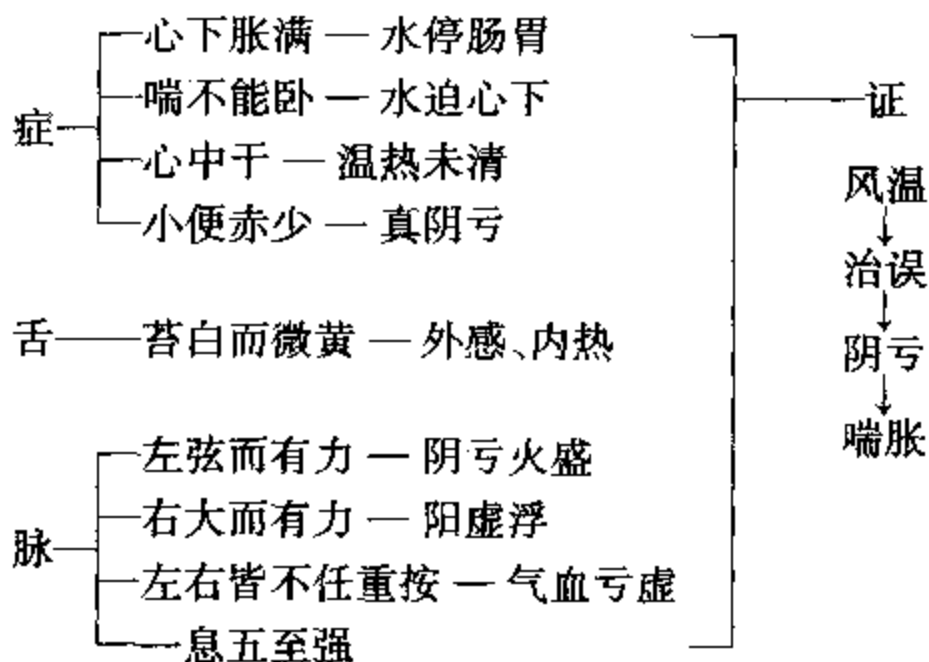 症
心下胀满 — 水停肠胃
喘不能卧 — 水迫心下
心中干 — 温热未清
小便赤少 — 真阴亏
舌 — 苔白而微黄 — 外感、内热
脉
左弦而有力 — 阴亏火盛
右大而有力 — 阳虚浮
左右皆不任重按 — 气血亏虚
一息五至强
证
风温
↓
治误
↓
阴亏
↓
喘胀